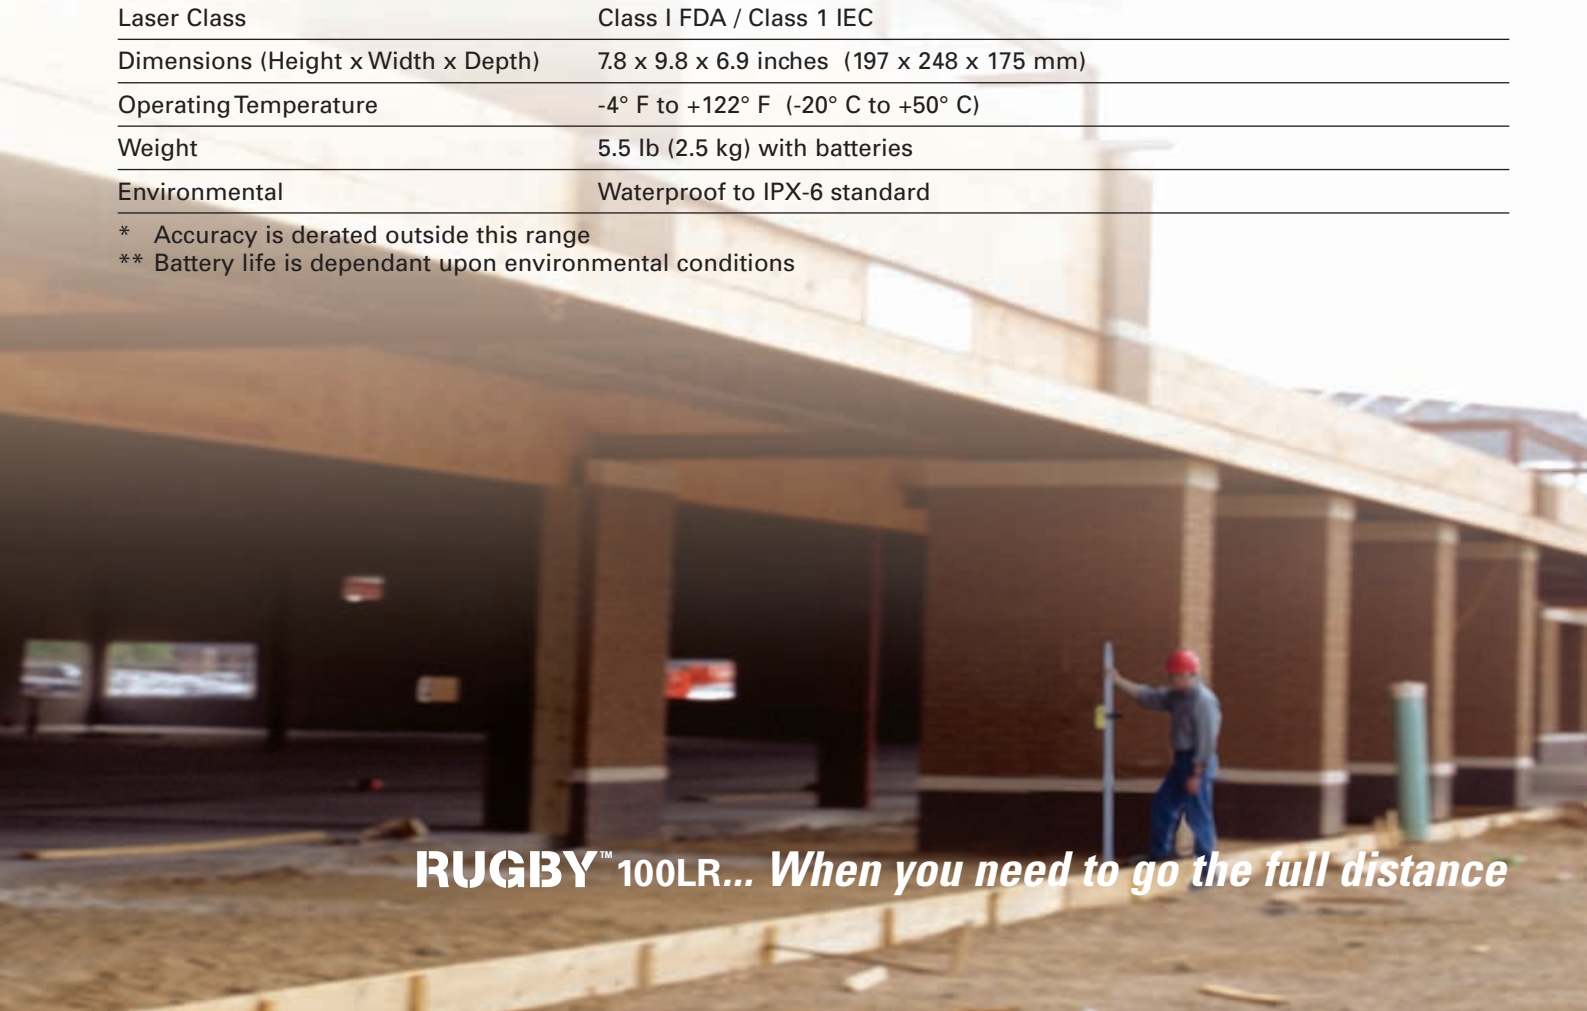 Laser Class Class I FDA / Class 1 IEC
Dimensions (Height x Width x Depth) 7.8 x 9.8 x 6.9 inches (197 x 248 x 175 mm)
Operating Temperature -4° F to +122° F (-20° C to +50° C)
Weight 5.5 lb (2.5 kg) with batteries
Environmental Waterproof to IPX-6 standard
* Accuracy is derated outside this range
** Battery life is dependant upon environmental conditions
RUGBY™ 100LR... When you need to go the full distance